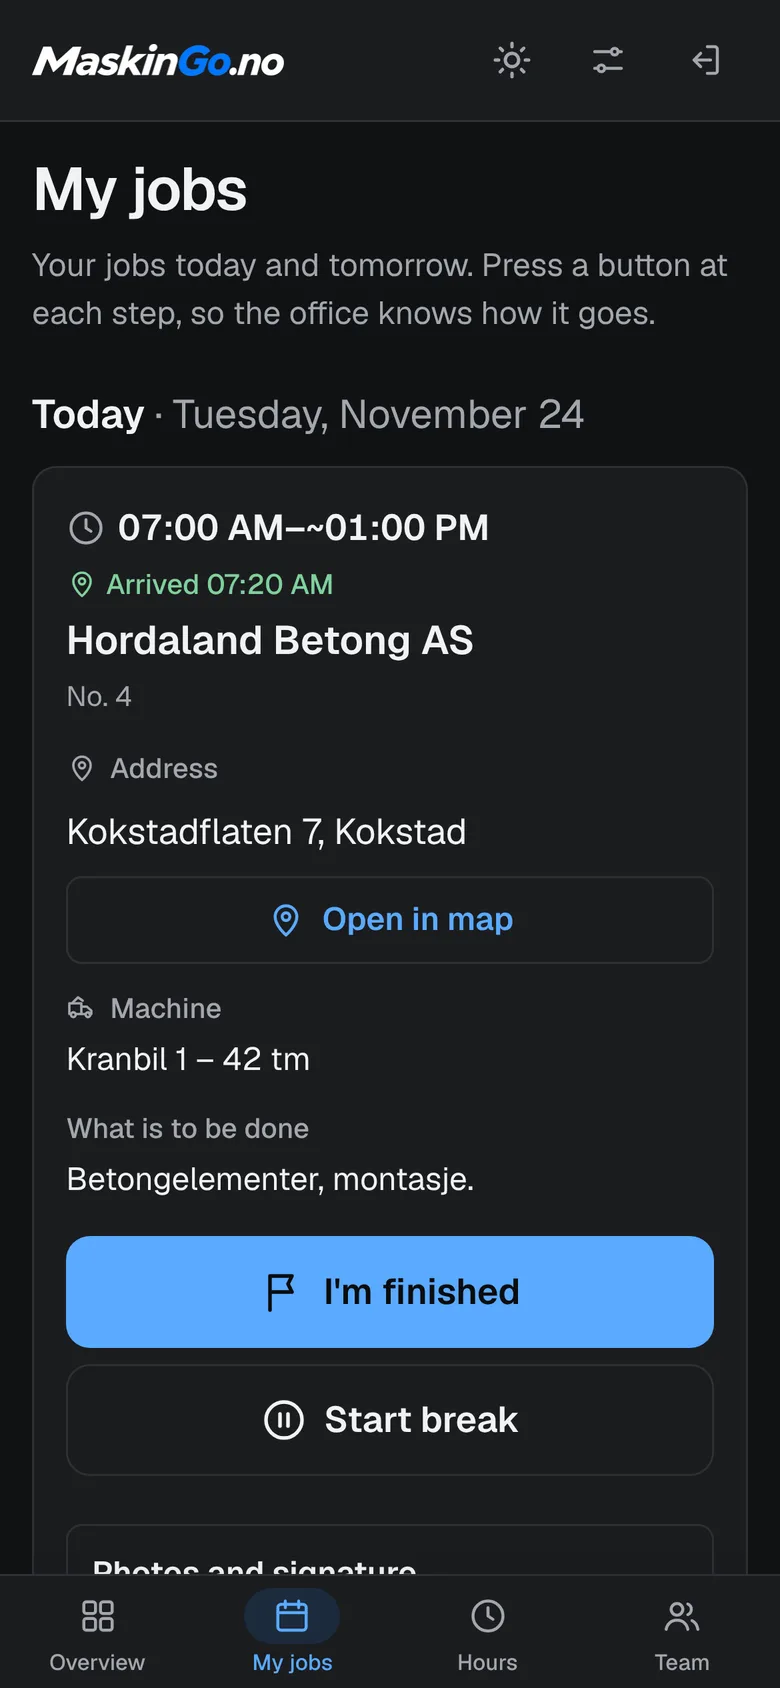 MaskinGo.no
My jobs
Your jobs today and tomorrow. Press a button at
each step, so the office knows how it goes.
Today · Tuesday, November 24
07:00 AM–~01:00 PM
Arrived 07:20 AM
Hordaland Betong AS
No. 4
Address
Kokstadflaten 7, Kokstad
Open in map
Machine
Kranbil 1 – 42 tm
What is to be done
Betongelementer, montasje.
I'm finished
Start break
Photos and signature
Overview
My jobs
Hours
Team